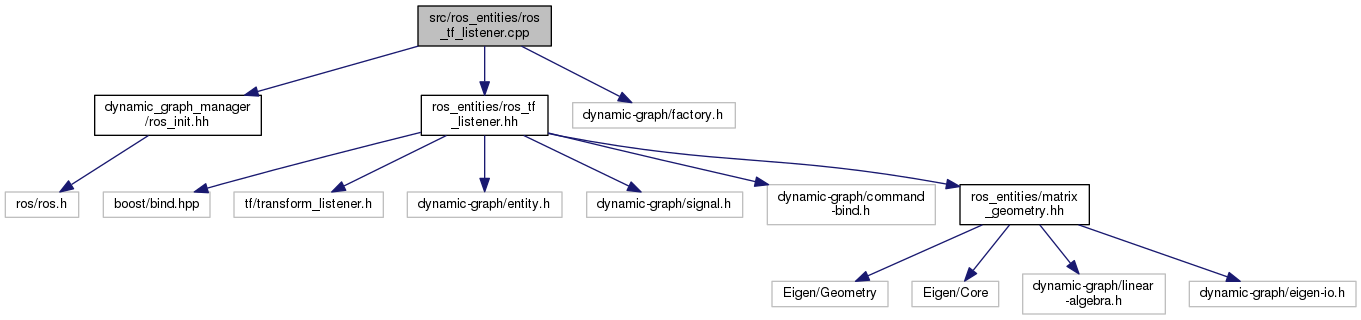 src/ros_entities/ros
_tf_listener.cpp
dynamic_graph_manager
/ros_init.hh
ros_entities/ros_tf
_listener.hh
dynamic-graph/factory.h
ros/ros.h
boost/bind.hpp
tf/transform_listener.h
dynamic-graph/entity.h
dynamic-graph/signal.h
dynamic-graph/command
-bind.h
ros_entities/matrix
_geometry.hh
Eigen/Geometry
Eigen/Core
dynamic-graph/linear
-algebra.h
dynamic-graph/eigen-io.h